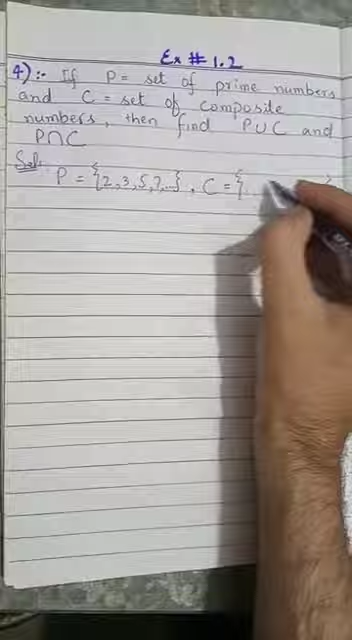 Ex # 1.2
4):- If P = set of prime numbers
and C = set of composite
numbers, then find P∪C and
P∩C
Sol:
P = {2,3,5,7,...}, C = {